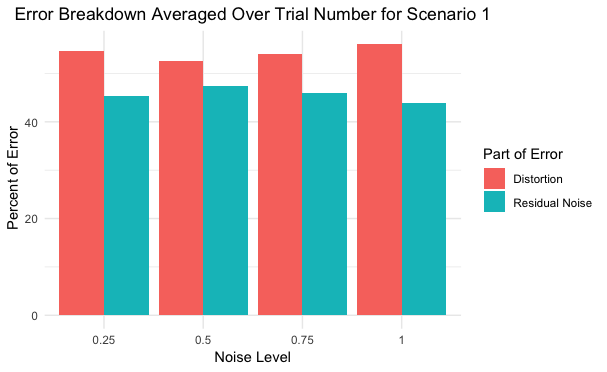 Error Breakdown Averaged Over Trial Number for Scenario 1
Percent of Error
40
20
0
0.25
0.5
0.75
1
Noise Level
Part of Error
Distortion
Residual Noise